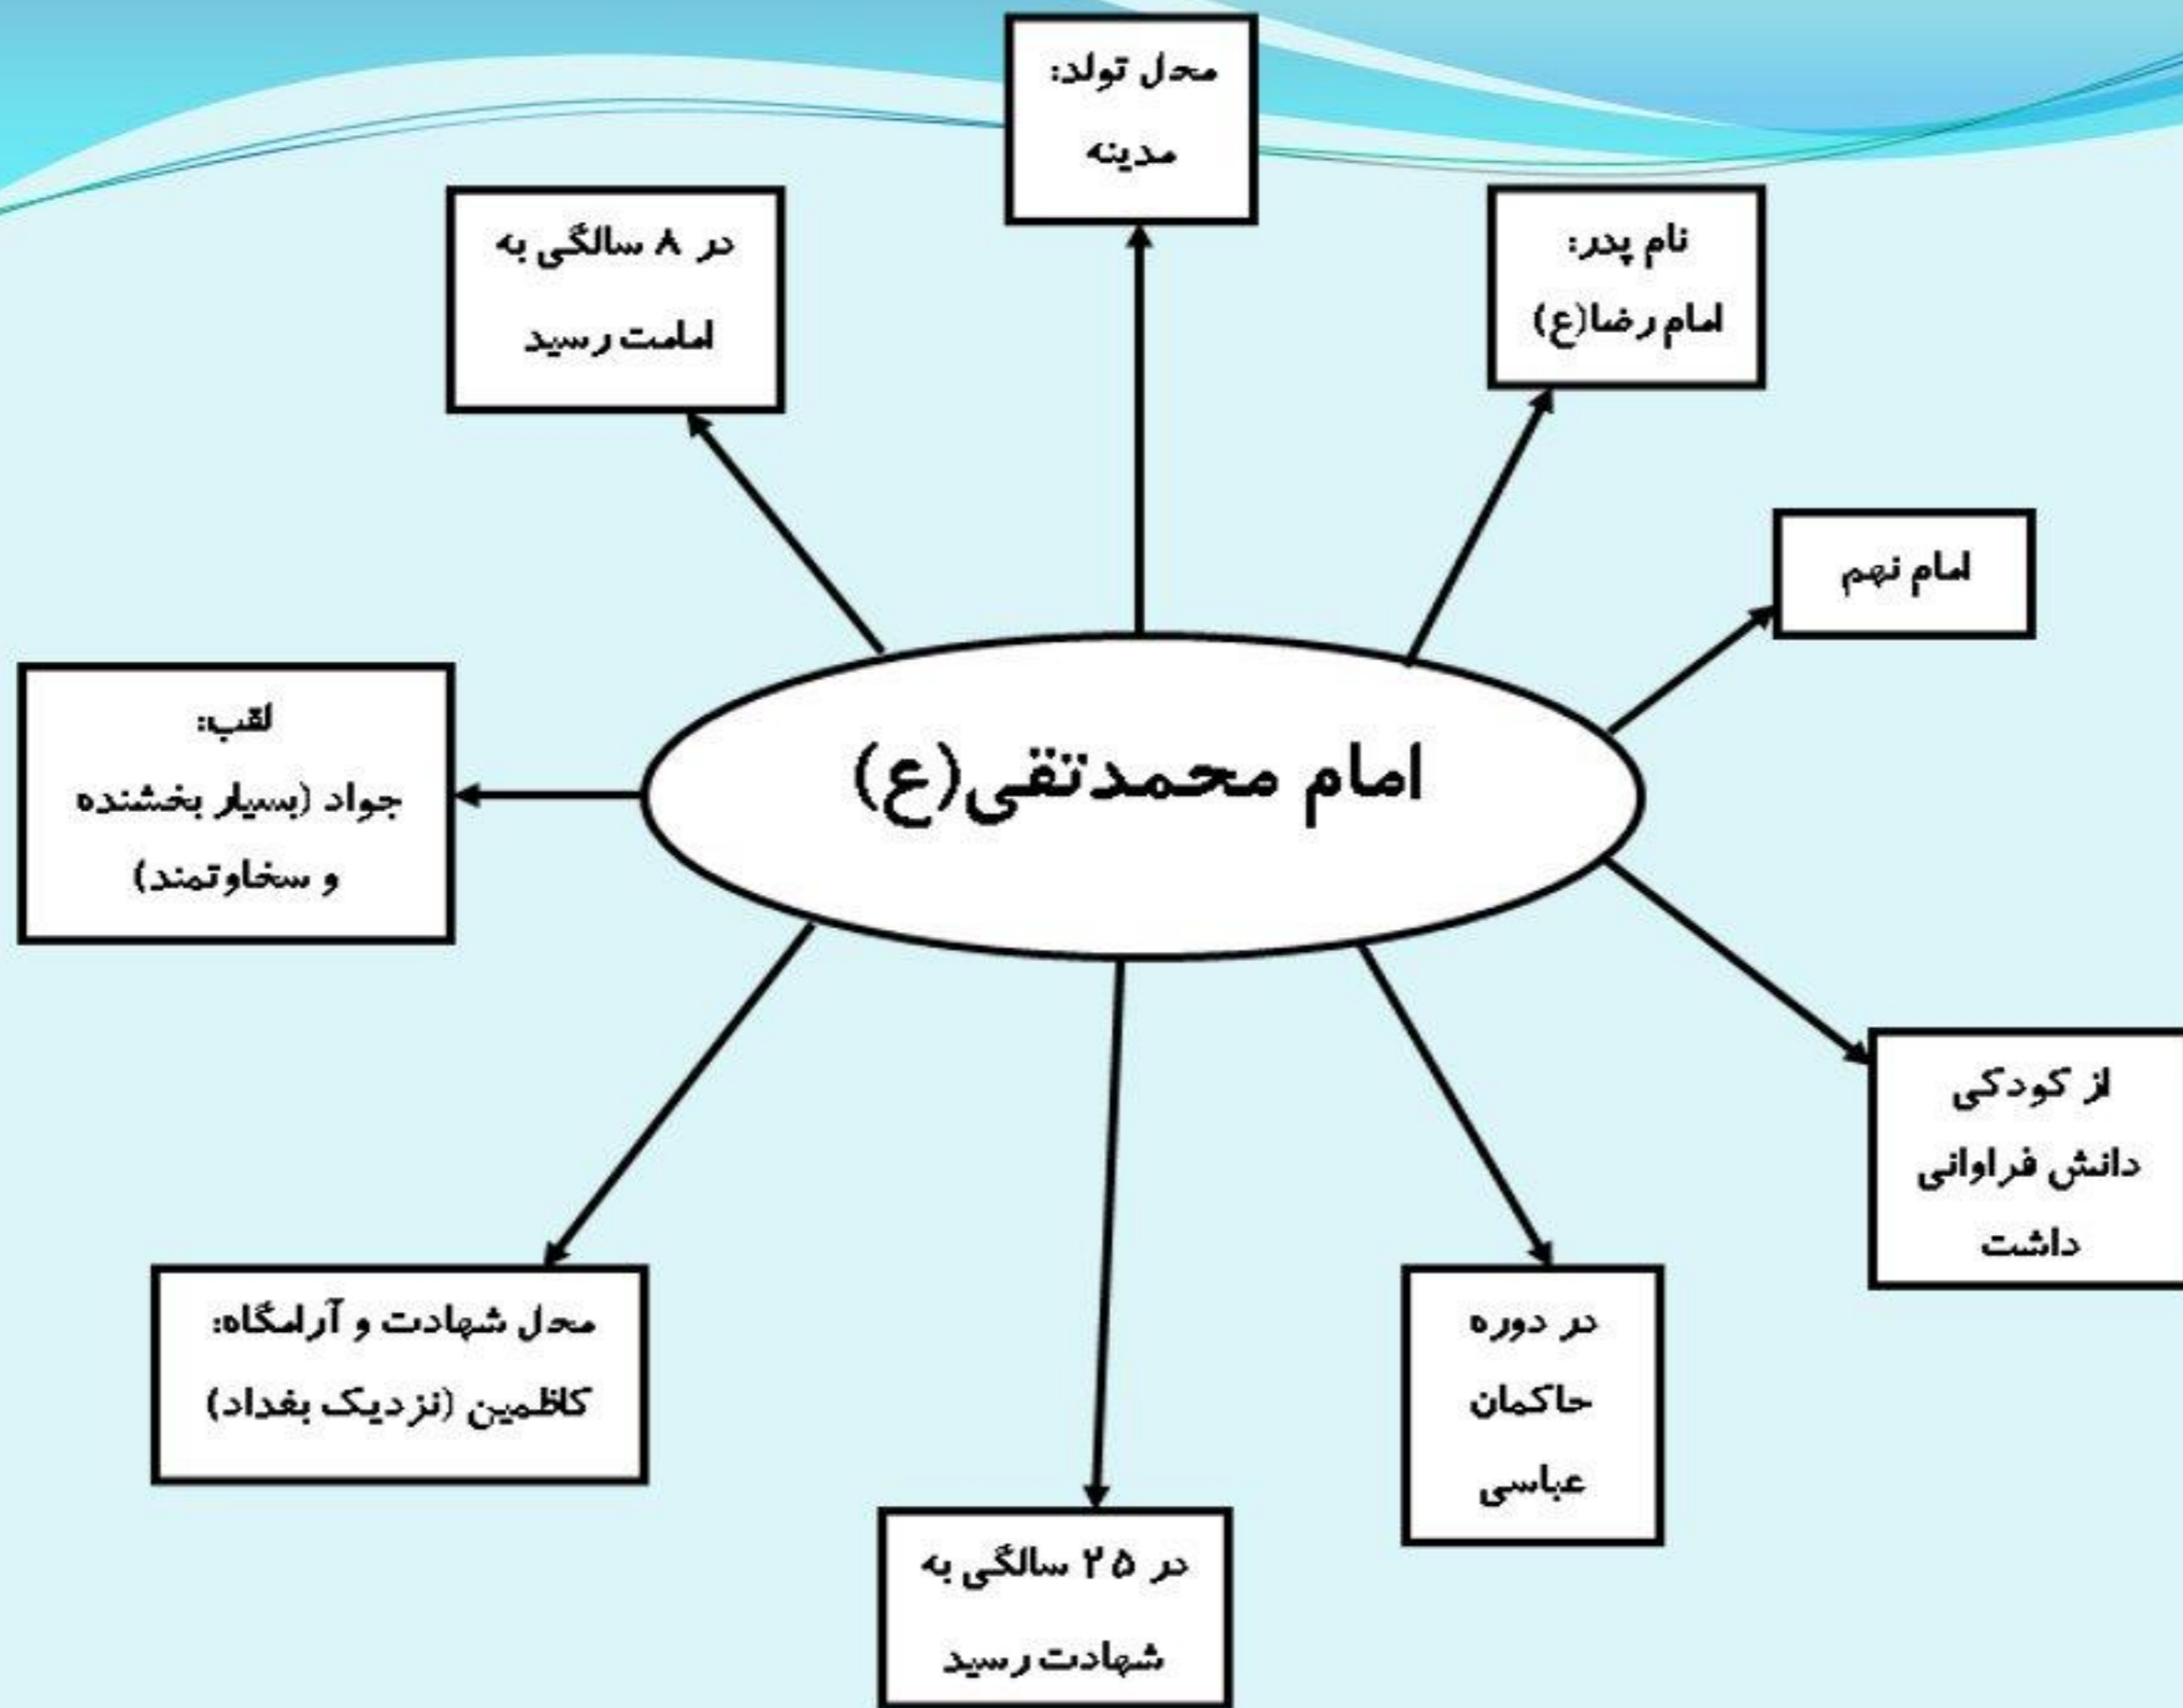 محل تولد:
مدینه
نام پدر:
امام رضا(ع)
در ۸ سالگی به
امامت رسید
امام نهم
لقب:
جواد (بسیار بخشنده
و سخاوتمند)
امام محمدتقی(ع)
از کودکی
دانش فراوانی
داشت
در دوره
حاکمان
عباسی
محل شهادت و آرامگاه:
کاظمین (نزدیک بغداد)
در ۲۵ سالگی به
شهادت رسید